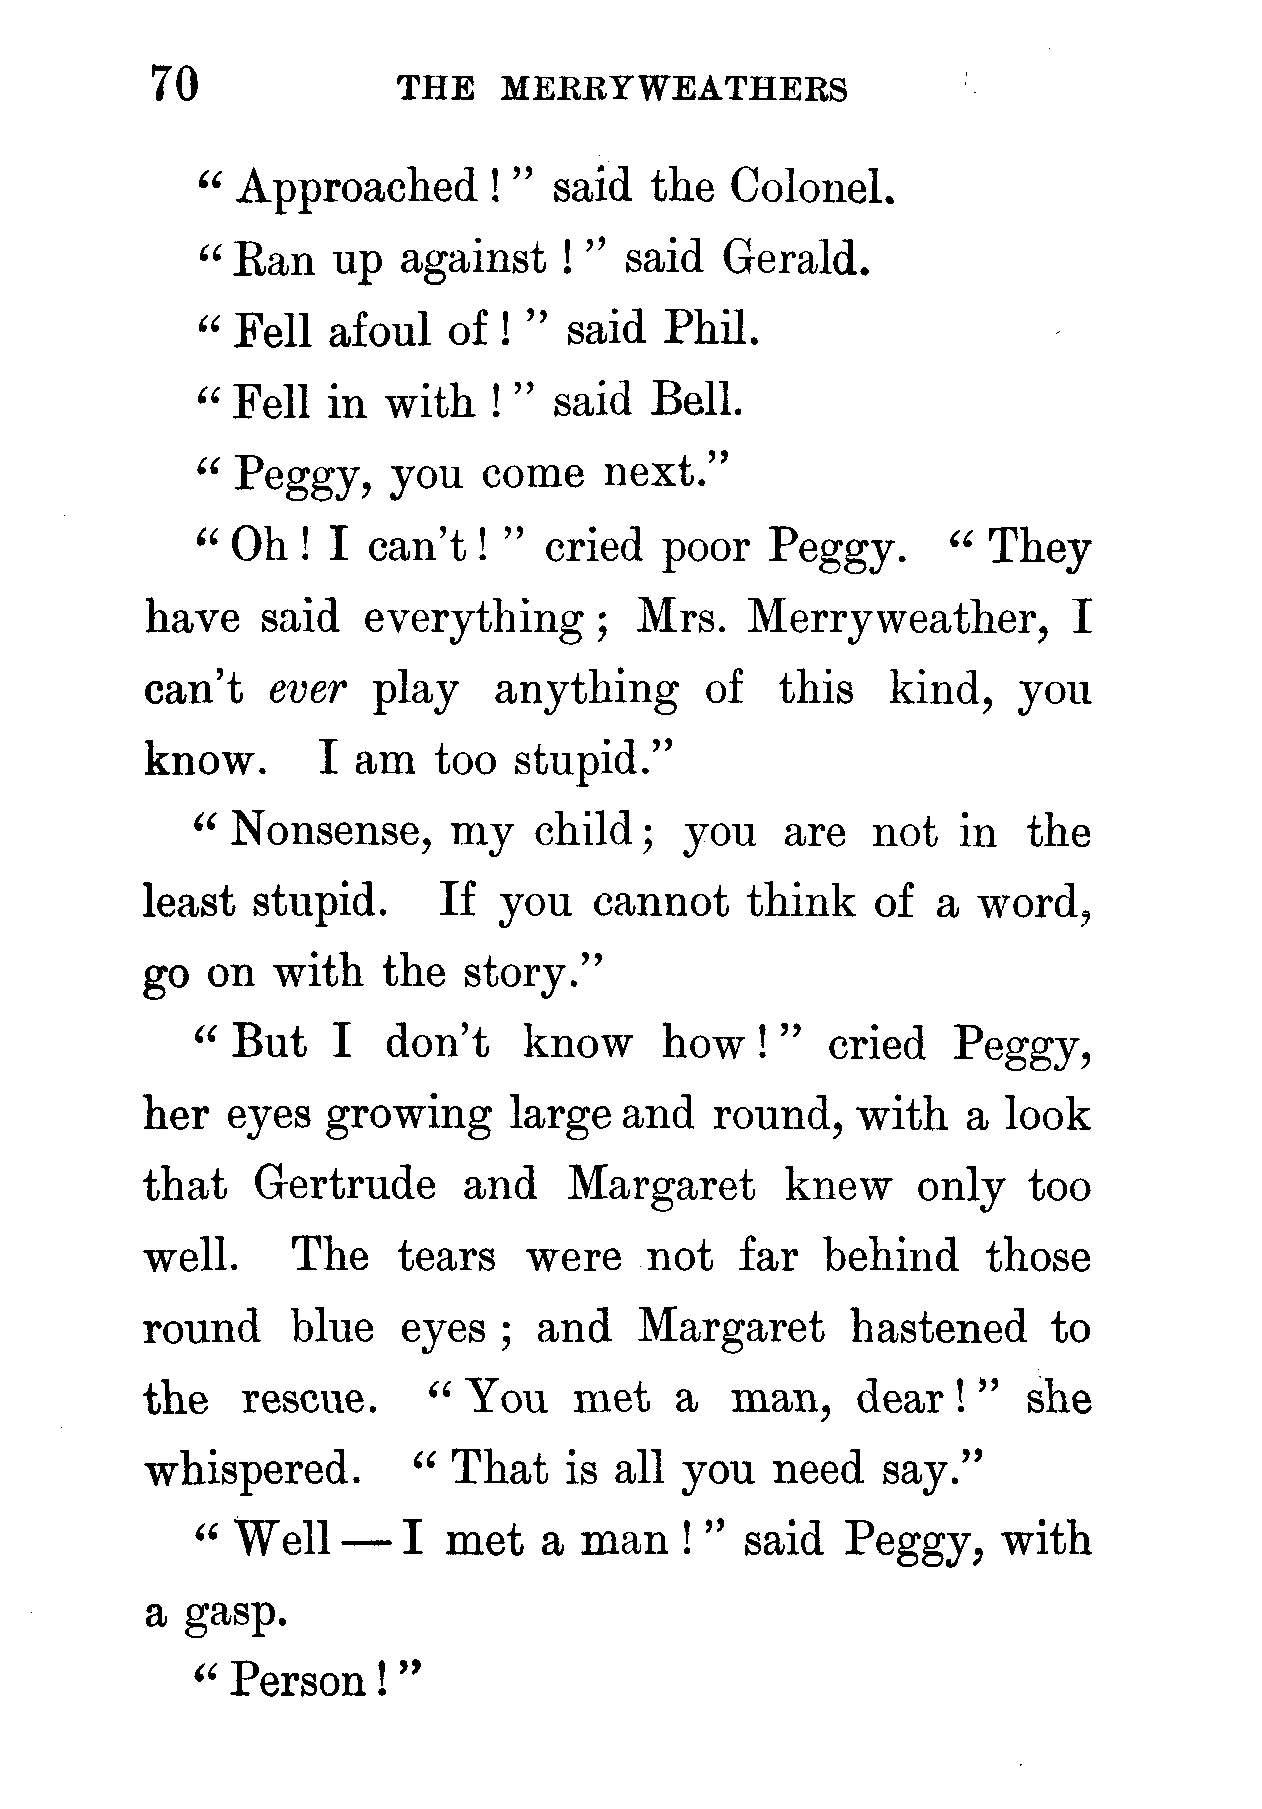 70 THE MERRYWEATHERS
“ Approached ! ” said the Colonel.
“ Ran up against ! ” said Gerald.
“ Fell afoul of ! ” said Phil.
“ Fell in with ! ” said Bell.
“ Peggy, you come next.”
“ Oh ! I can’t ! ” cried poor Peggy. “ They
have said everything ; Mrs. Merryweather, I
can’t ever play anything of this kind, you
know. I am too stupid.”
“ Nonsense, my child ; you are not in the
least stupid. If you cannot think of a word,
go on with the story.”
“ But I don’t know how ! ” cried Peggy,
her eyes growing large and round, with a look
that Gertrude and Margaret knew only too
well. The tears were not far behind those
round blue eyes ; and Margaret hastened to
the rescue. “ You met a man, dear ! ” she
whispered. “ That is all you need say.”
“ Well — I met a man ! ” said Peggy, with
a gasp.
“ Person ! ”